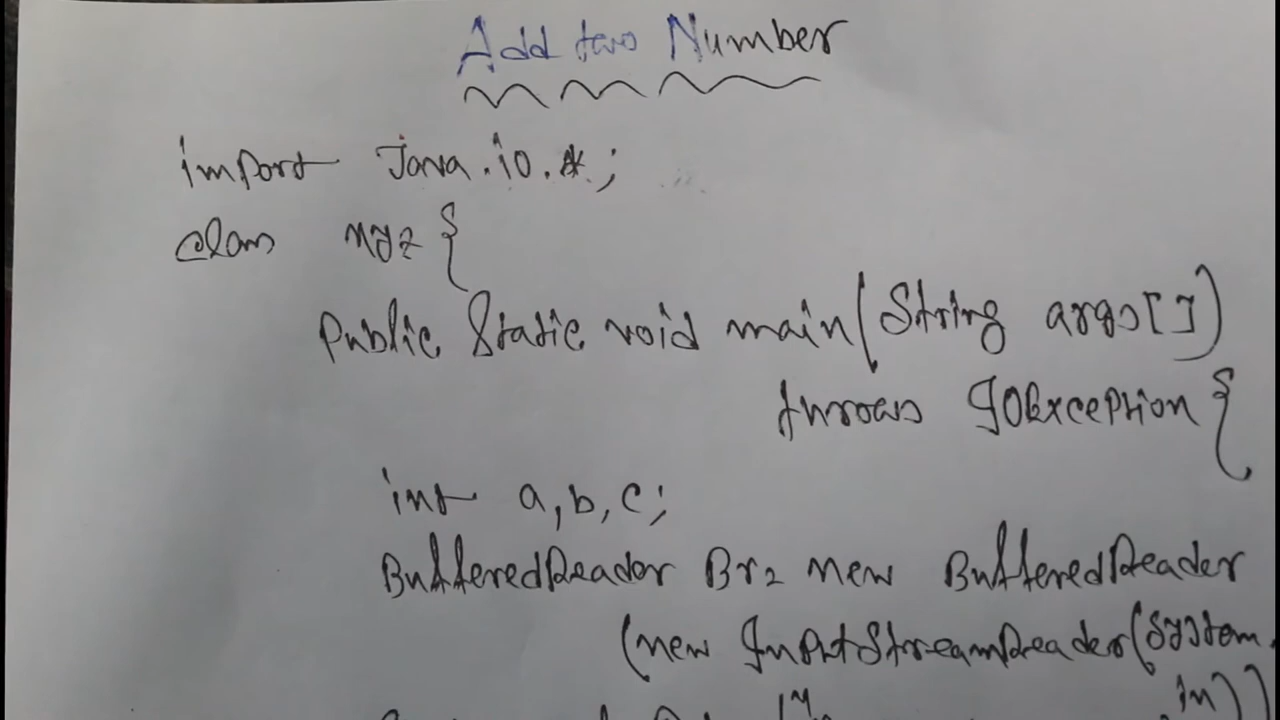 Add two Number
import Java.io.*;
class xyz {
Public Static void main(String args[])
throws IOException {
int a, b, c;
BufferedReader Br = new BufferedReader
(new InputStreamReader(System.
in))